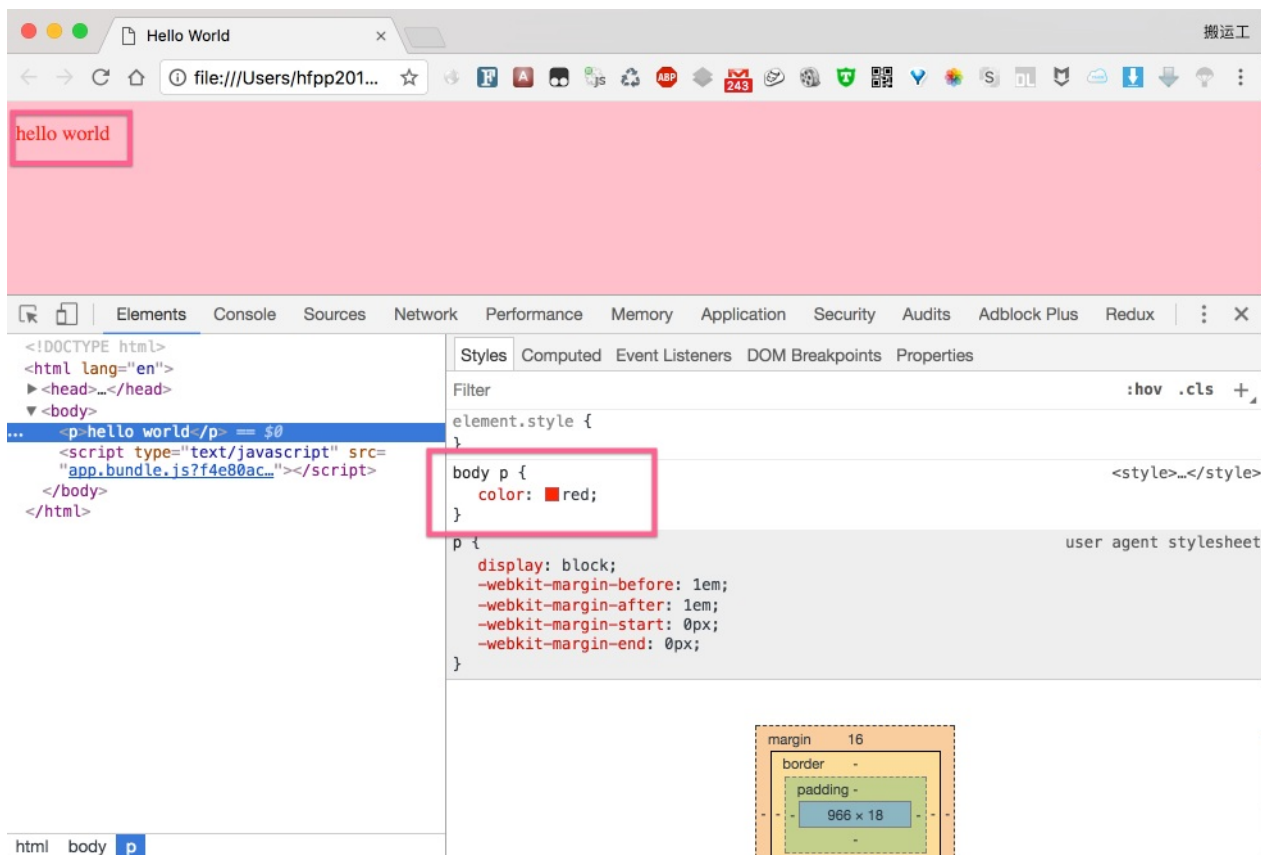 Hello World
搬运工
file:///Users/hfpp201...
js
ABP
243
S
hello world
Elements Console Sources Network Performance Memory Application Security Audits Adblock Plus Redux
<!DOCTYPE html>
<html lang="en">
<head>…</head>
<body>
... <p>hello world</p> == $0
<script type="text/javascript" src=
"app.bundle.js?f4e80ac…"></script>
</body>
</html>
html body p
Styles Computed Event Listeners DOM Breakpoints Properties
Filter :hov .cls +
element.style {
}
body p { <style>…</style>
color: red;
}
p { user agent stylesheet
display: block;
-webkit-margin-before: 1em;
-webkit-margin-after: 1em;
-webkit-margin-start: 0px;
-webkit-margin-end: 0px;
}
margin 16
border -
padding -
- - - 966 × 18 - - -
-